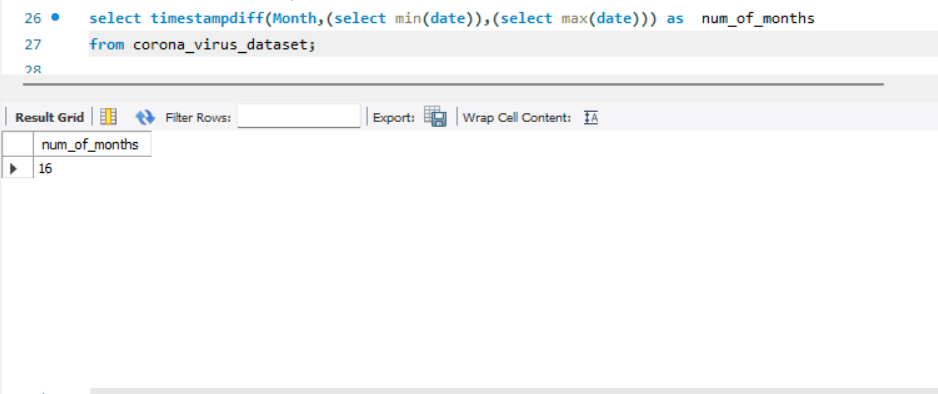 26 select timestampdiff(Month,(select min(date)),(select max(date))) as num_of_months
27 from corona_virus_dataset;
28
Result Grid Filter Rows: Export: Wrap Cell Content: IA
num_of_months
16